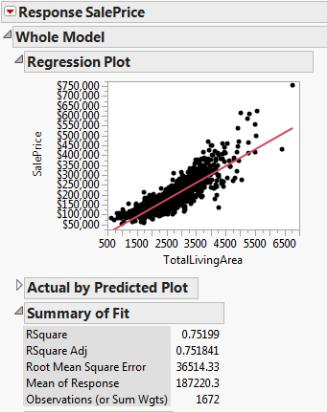 Response SalePrice
Whole Model
Regression Plot
$750,000
$700,000
$650,000
$600,000
$550,000
$500,000
$450,000
$400,000
$350,000
$300,000
$250,000
$200,000
$150,000
$100,000
$50,000
SalePrice
500 1500 2500 3500 4500 5500 6500
TotalLivingArea
Actual by Predicted Plot
Summary of Fit
RSquare 0.75199
RSquare Adj 0.751841
Root Mean Square Error 36514.33
Mean of Response 187220.3
Observations (or Sum Wgts) 1672